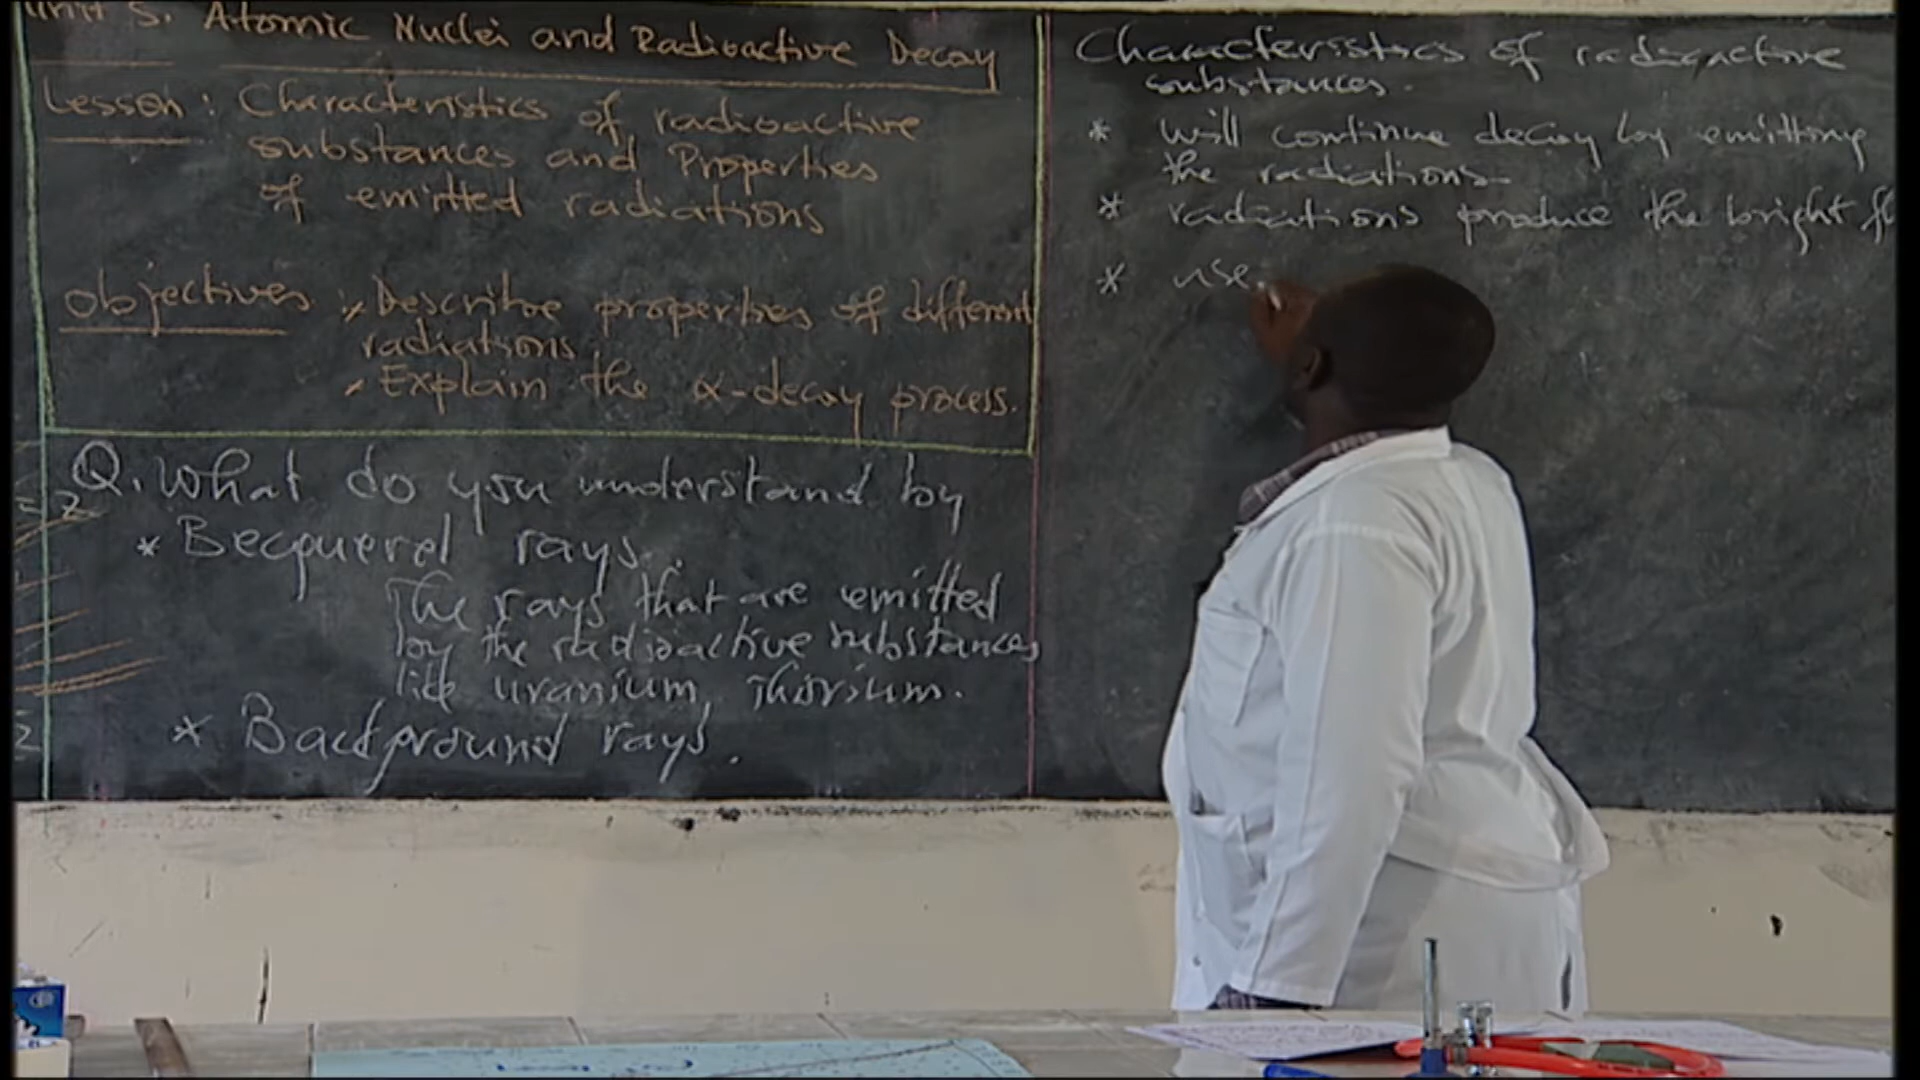 Unit 5. Atomic Nuclei and Radioactive Decay
Lesson: Characteristics of radioactive
substances and Properties
of emitted radiations
Objectives: * Describe properties of different
radiations
* Explain the α-decay process.
Q. What do you understand by
* Becquerel rays.
The rays that are emitted
by the radioactive substances
like uranium, Thorium.
* Background rays.
Characteristics of radioactive
substances.
* will continue decay by emitting
the radiations
* radiations produce the bright
* use